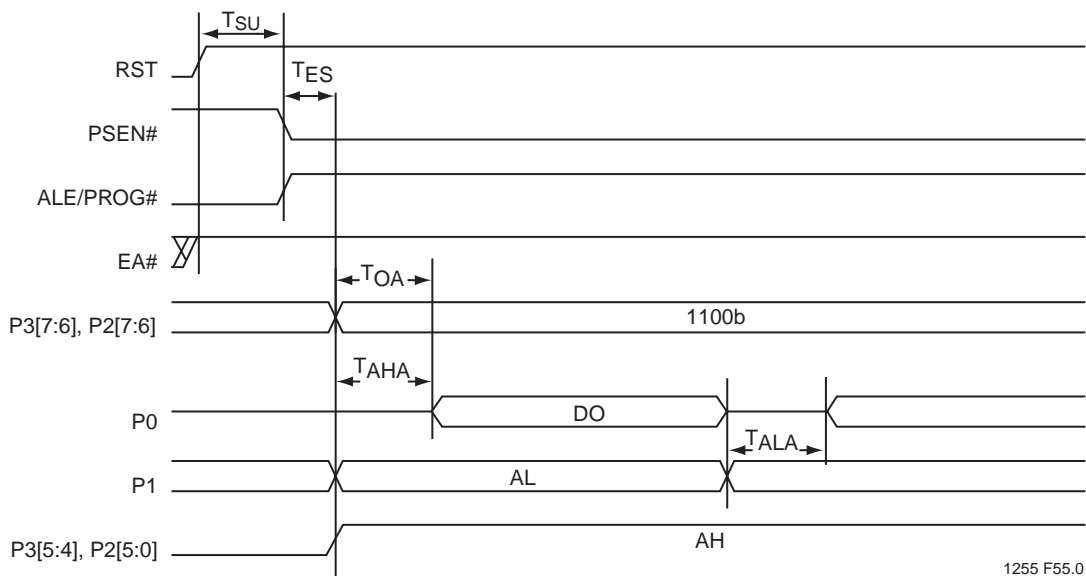 TSU
RST
TES
PSEN#
ALE/PROG#
EA#
TOA
P3[7:6], P2[7:6]
1100b
TAHA
P0
DO
TALA
P1
AL
P3[5:4], P2[5:0]
AH
1255 F55.0